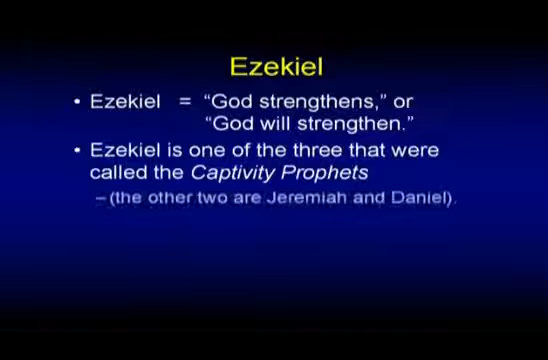 Ezekiel
• Ezekiel = “God strengthens,” or
“God will strengthen.”
• Ezekiel is one of the three that were
called the Captivity Prophets
–(the other two are Jeremiah and Daniel).